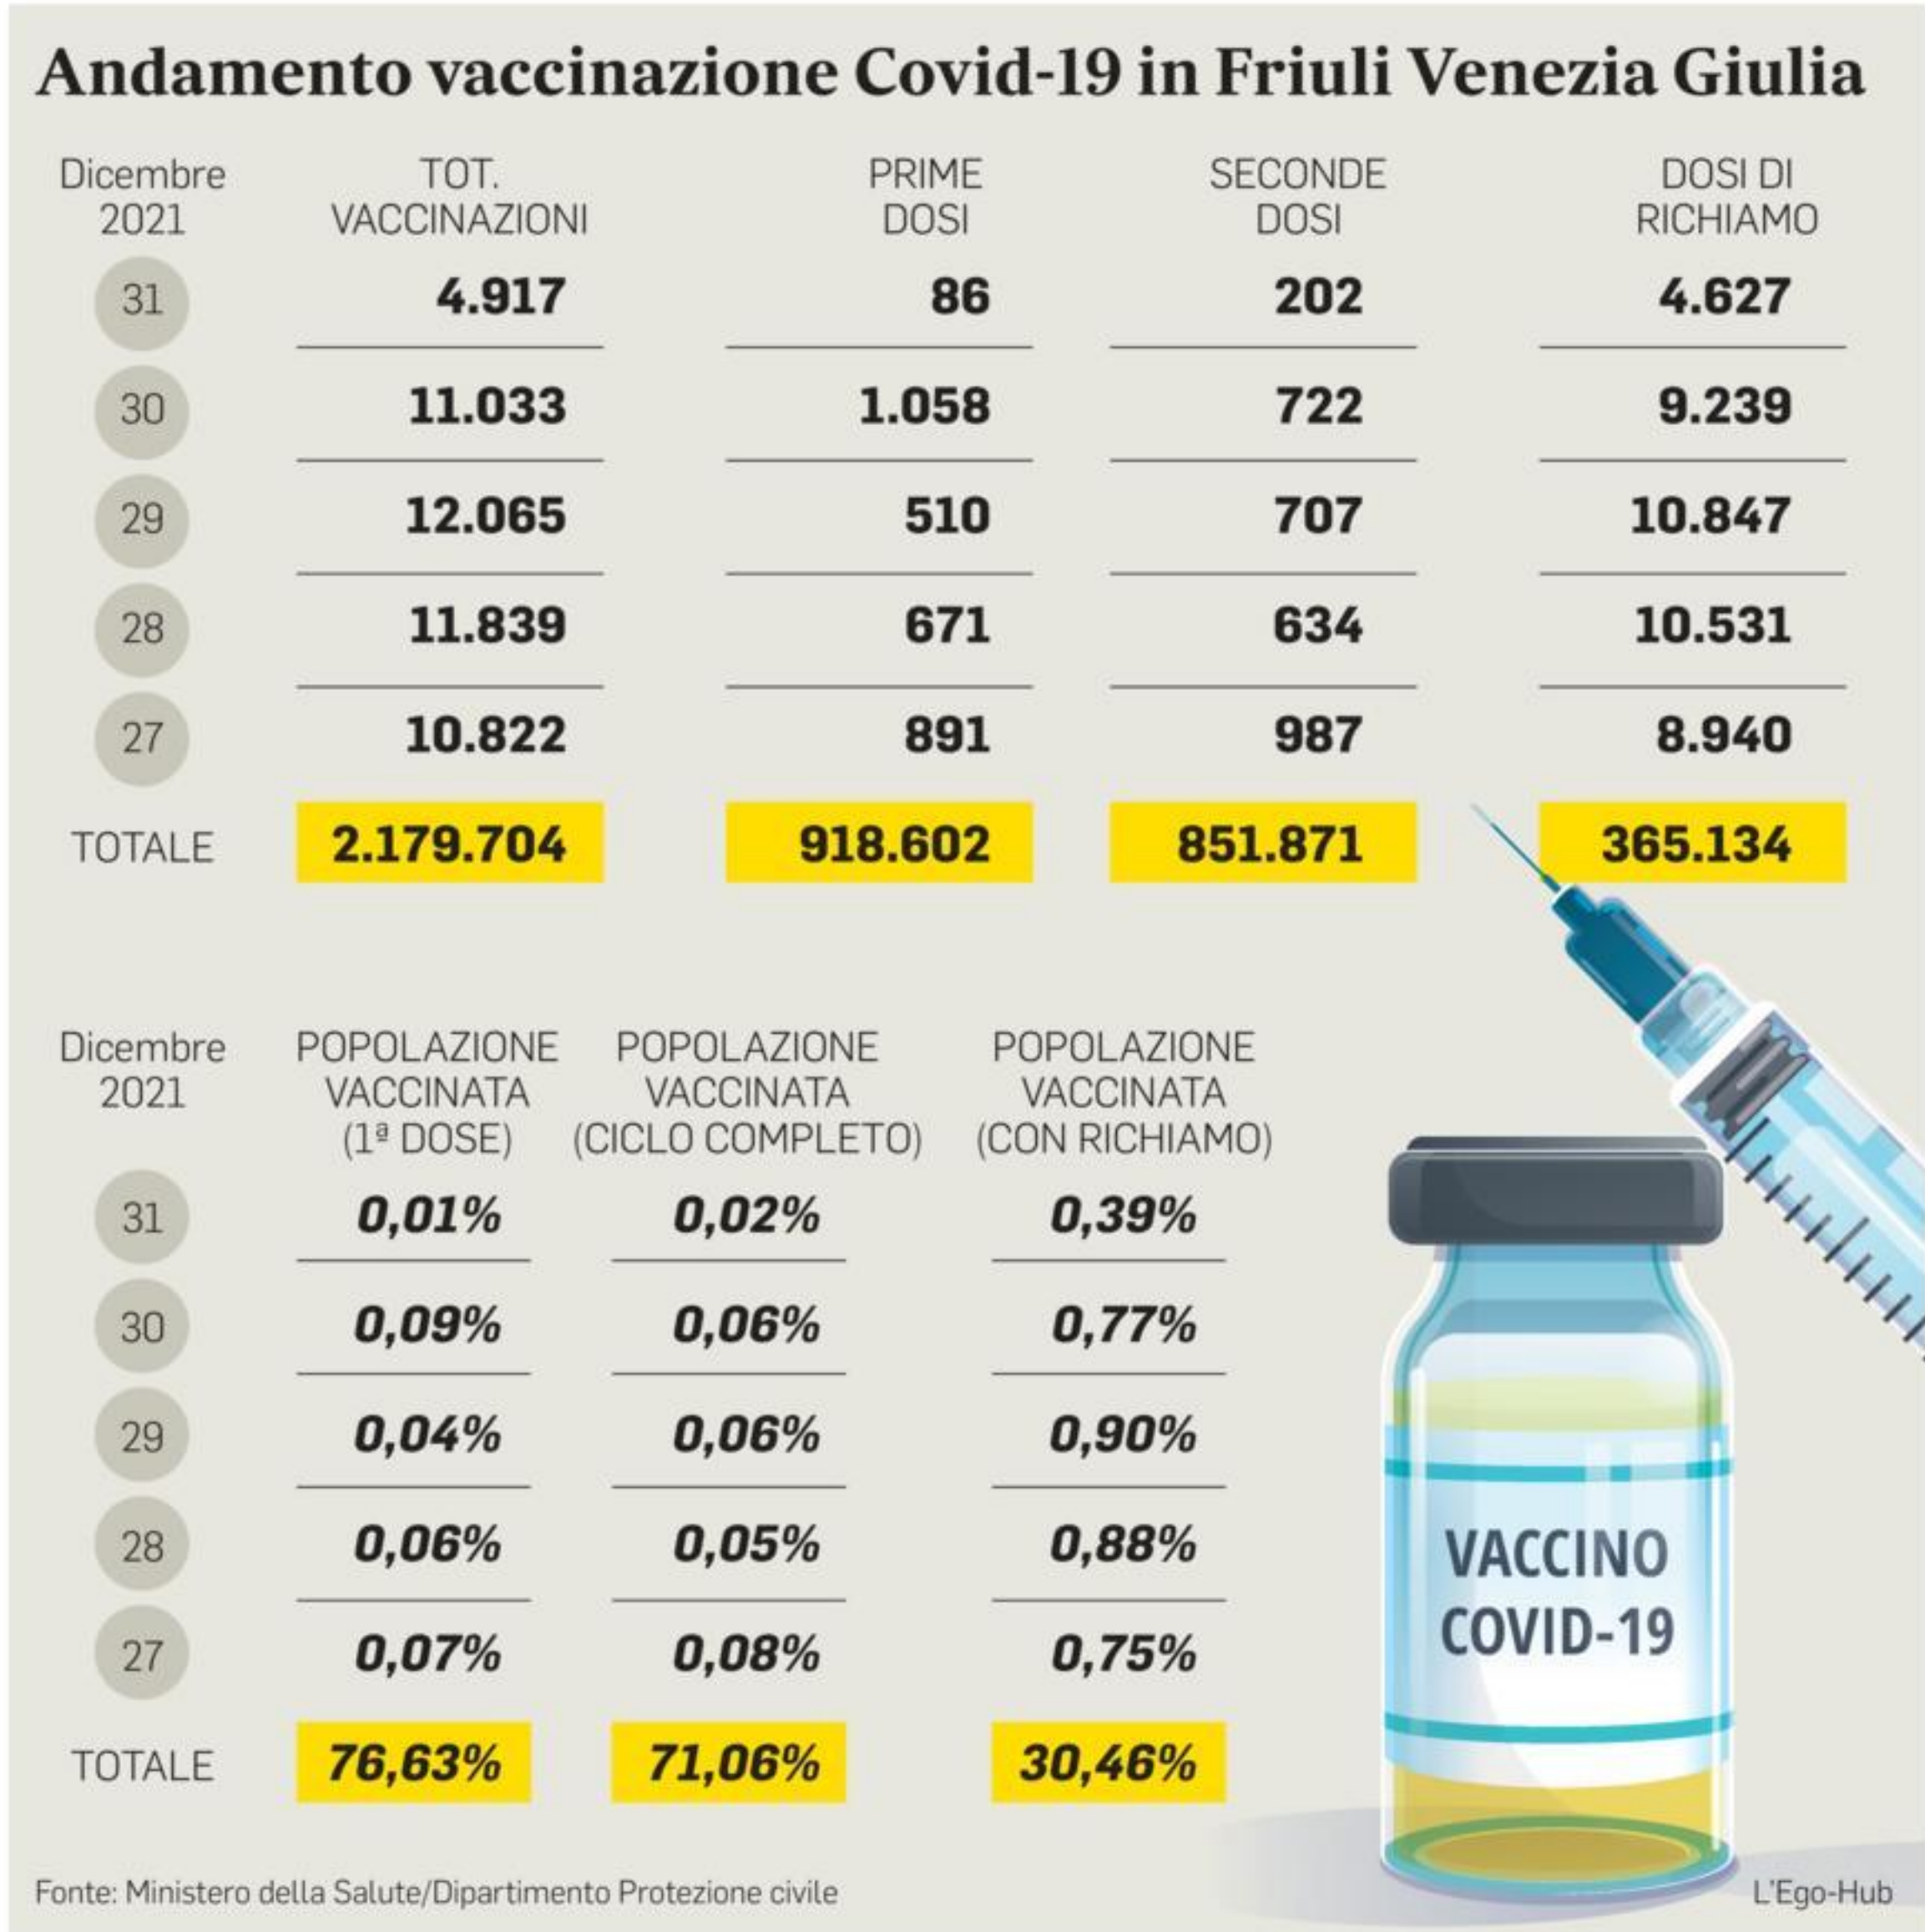 Andamento vaccinazione Covid-19 in Friuli Venezia Giulia
Dicembre 2021 TOT. VACCINAZIONI PRIME DOSI SECONDE DOSI DOSI DI RICHIAMO
31 4.917 86 202 4.627
30 11.033 1.058 722 9.239
29 12.065 510 707 10.847
28 11.839 671 634 10.531
27 10.822 891 987 8.940
TOTALE 2.179.704 918.602 851.871 365.134
Dicembre 2021 POPOLAZIONE VACCINATA (1ª DOSE) POPOLAZIONE VACCINATA (CICLO COMPLETO) POPOLAZIONE VACCINATA (CON RICHIAMO)
31 0,01% 0,02% 0,39%
30 0,09% 0,06% 0,77%
29 0,04% 0,06% 0,90%
28 0,06% 0,05% 0,88%
27 0,07% 0,08% 0,75%
TOTALE 76,63% 71,06% 30,46%
VACCINO
COVID-19
Fonte: Ministero della Salute/Dipartimento Protezione civile
L'Ego-Hub